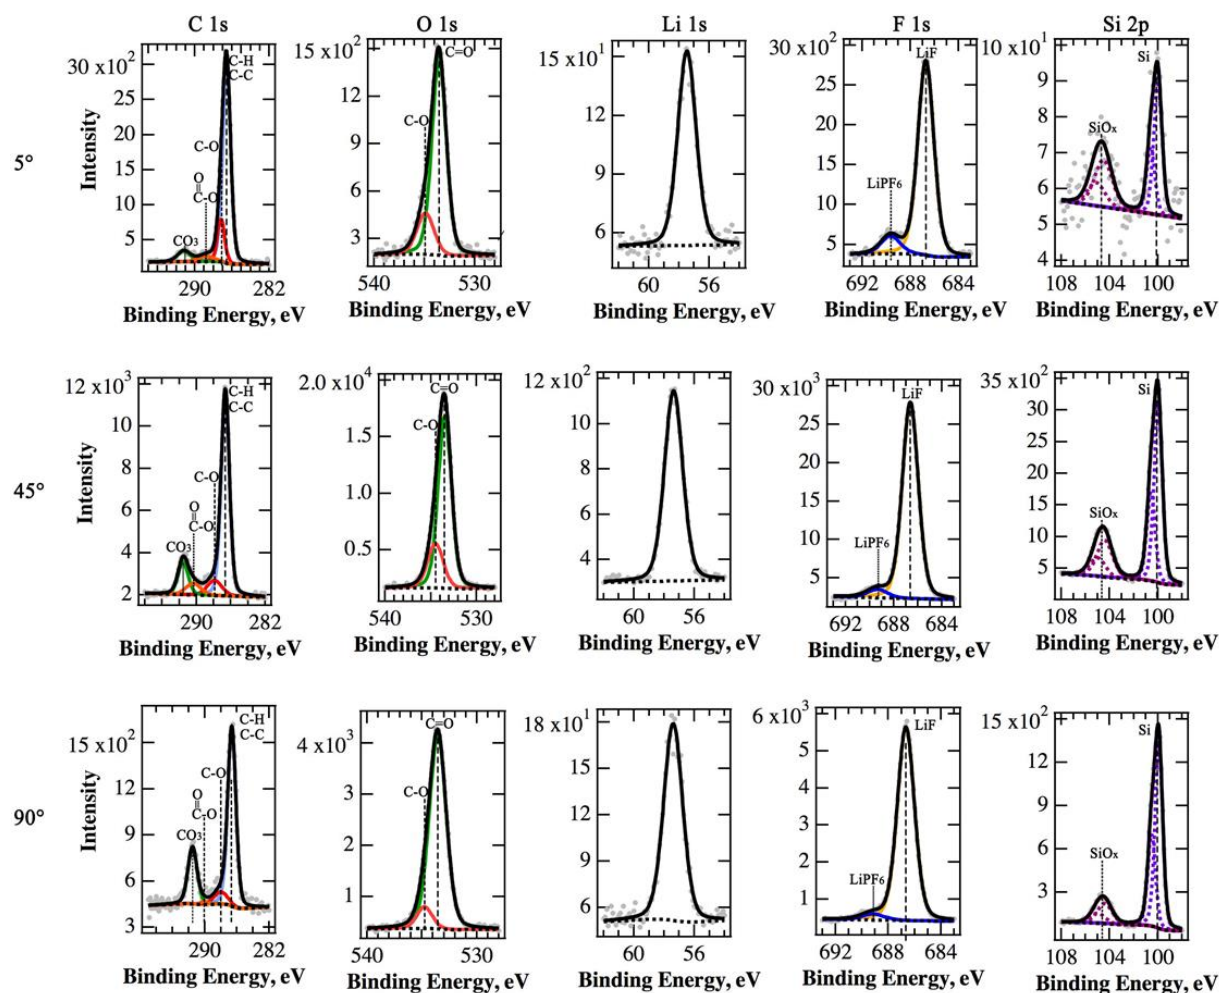 C 1s O 1s Li 1s F 1s Si 2p
5°
Intensity
30 x10²
25
20
15
10
5
290 282
Binding Energy, eV
C-H
C-C
C-O
O
C-O
CO₃
15 x10²
12
9
6
3
540 530
Binding Energy, eV
C=O
C-O
15 x10¹
12
9
6
60 56
Binding Energy, eV
30 x10²
25
20
15
10
5
692 688 684
Binding Energy, eV
LiF
LiPF₆
10 x10¹
9
8
7
6
5
4
108 104 100
Binding Energy, eV
Si
SiOₓ
45°
Intensity
12 x10³
10
8
6
4
2
290 282
Binding Energy, eV
C-H
C-C
C-O
O
C-O
CO₃
2.0 x10⁴
1.5
1.0
0.5
540 530
Binding Energy, eV
C=O
C-O
12 x10²
10
8
6
4
60 56
Binding Energy, eV
30 x10³
25
20
15
10
5
692 688 684
Binding Energy, eV
LiF
LiPF₆
35 x10²
30
25
20
15
10
5
108 104 100
Binding Energy, eV
Si
SiOₓ
90°
Intensity
15 x10²
12
9
6
3
290 282
Binding Energy, eV
C-H
C-C
C-O
O
C-O
CO₃
4 x10³
3
2
1
540 530
Binding Energy, eV
C=O
C-O
18 x10¹
15
12
9
6
60 56
Binding Energy, eV
6 x10³
5
4
3
2
1
692 688 684
Binding Energy, eV
LiF
LiPF₆
15 x10²
12
9
6
3
108 104 100
Binding Energy, eV
Si
SiOₓ